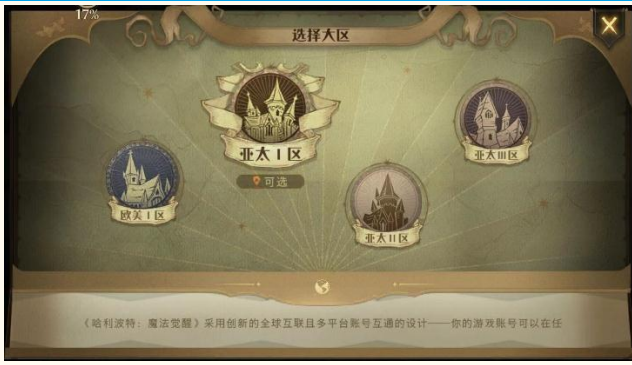 17%
选择大区
亚太I区
可选
亚太III区
欧美I区
亚太II区
《哈利波特：魔法觉醒》采用创新的全球互联且多平台账号互通的设计——你的游戏账号可以在任